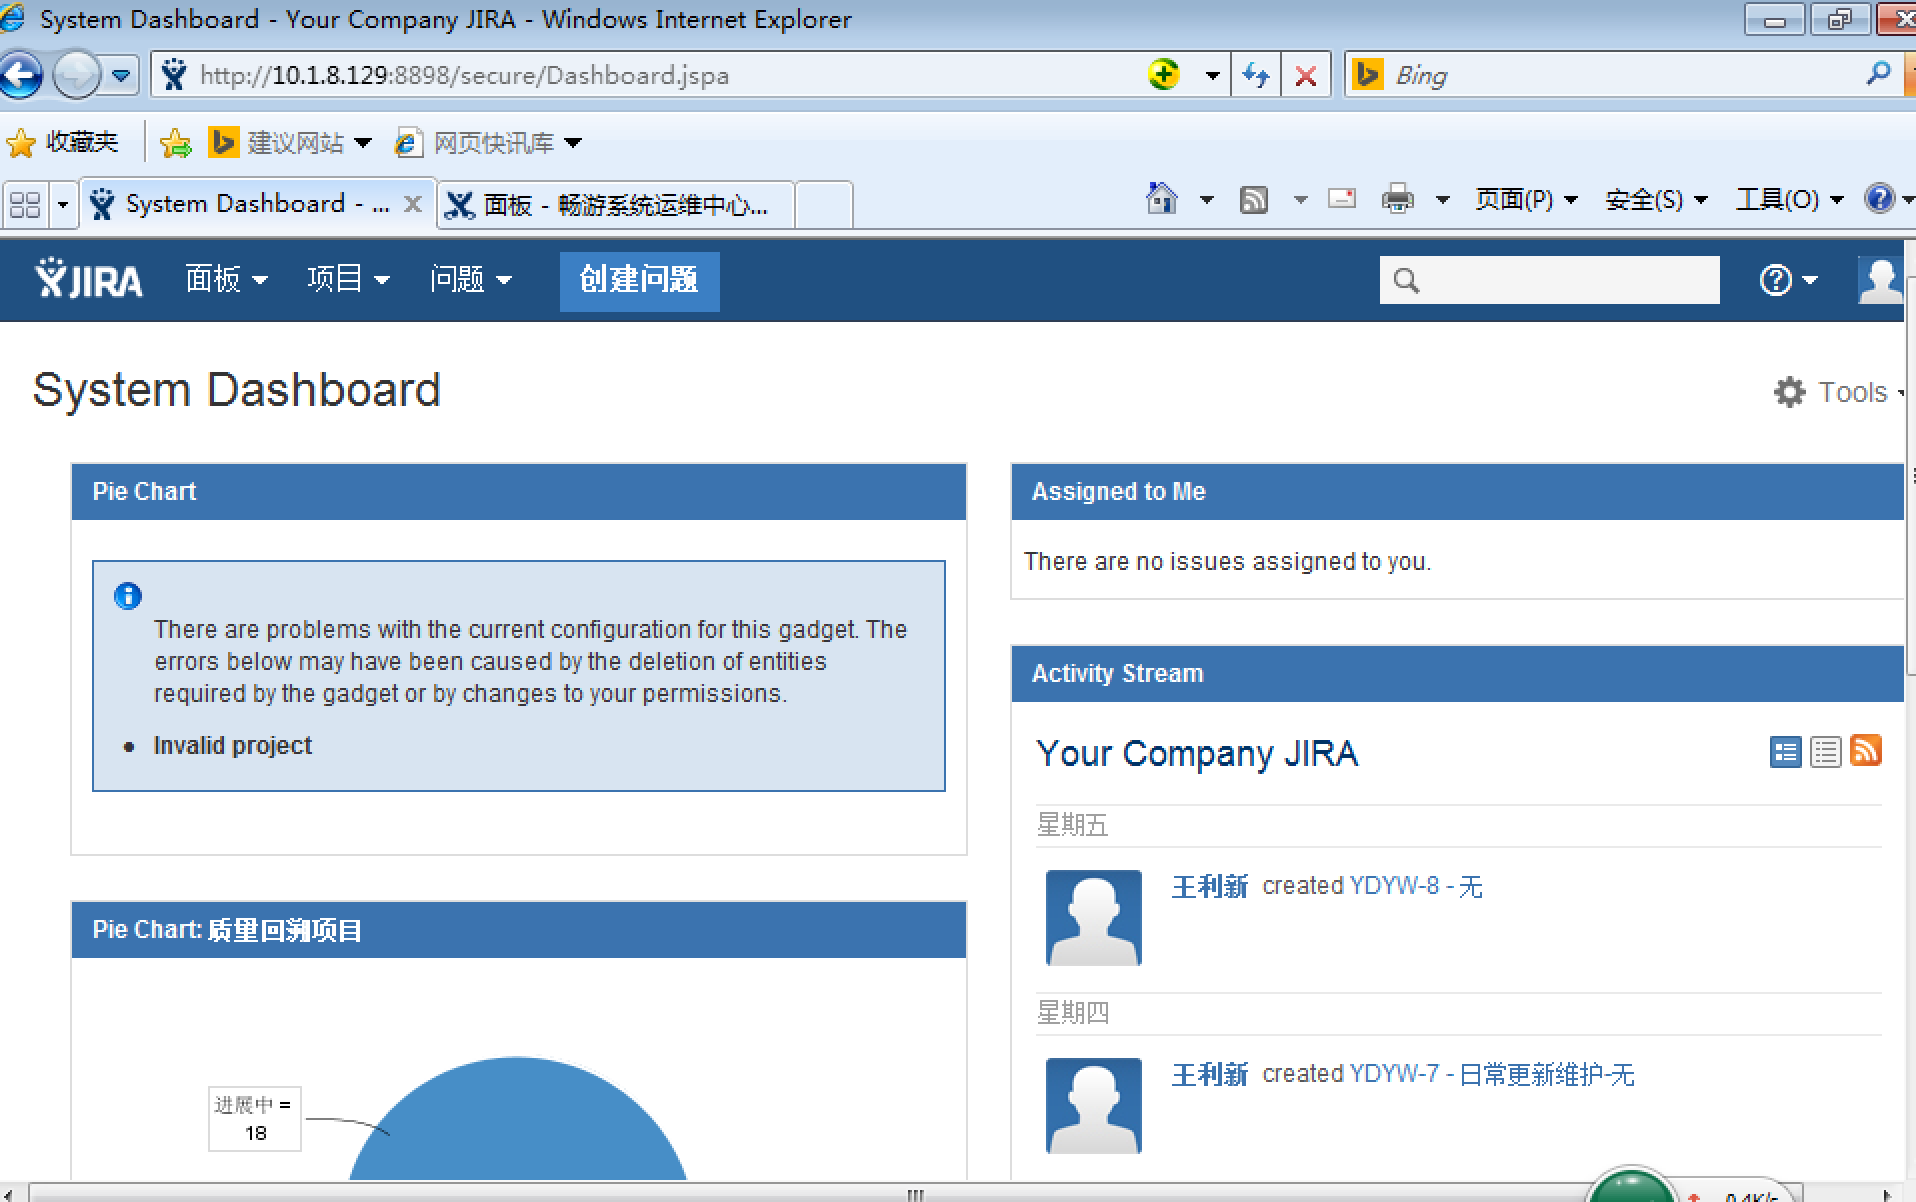 System Dashboard - Your Company JIRA - Windows Internet Explorer
http://10.1.8.129:8898/secure/Dashboard.jspa
Bing
收藏夹
建议网站
网页快讯库
System Dashboard - ...
面板 - 畅游系统运维中心...
页面(P)
安全(S)
工具(O)
JIRA
面板
项目
问题
创建问题
System Dashboard
Tools
Pie Chart
There are problems with the current configuration for this gadget. The
errors below may have been caused by the deletion of entities
required by the gadget or by changes to your permissions.
• Invalid project
Pie Chart: 质量回溯项目
进展中 =
18
Assigned to Me
There are no issues assigned to you.
Activity Stream
Your Company JIRA
星期五
王利新 created YDYW-8 - 无
星期四
王利新 created YDYW-7 - 日常更新维护-无